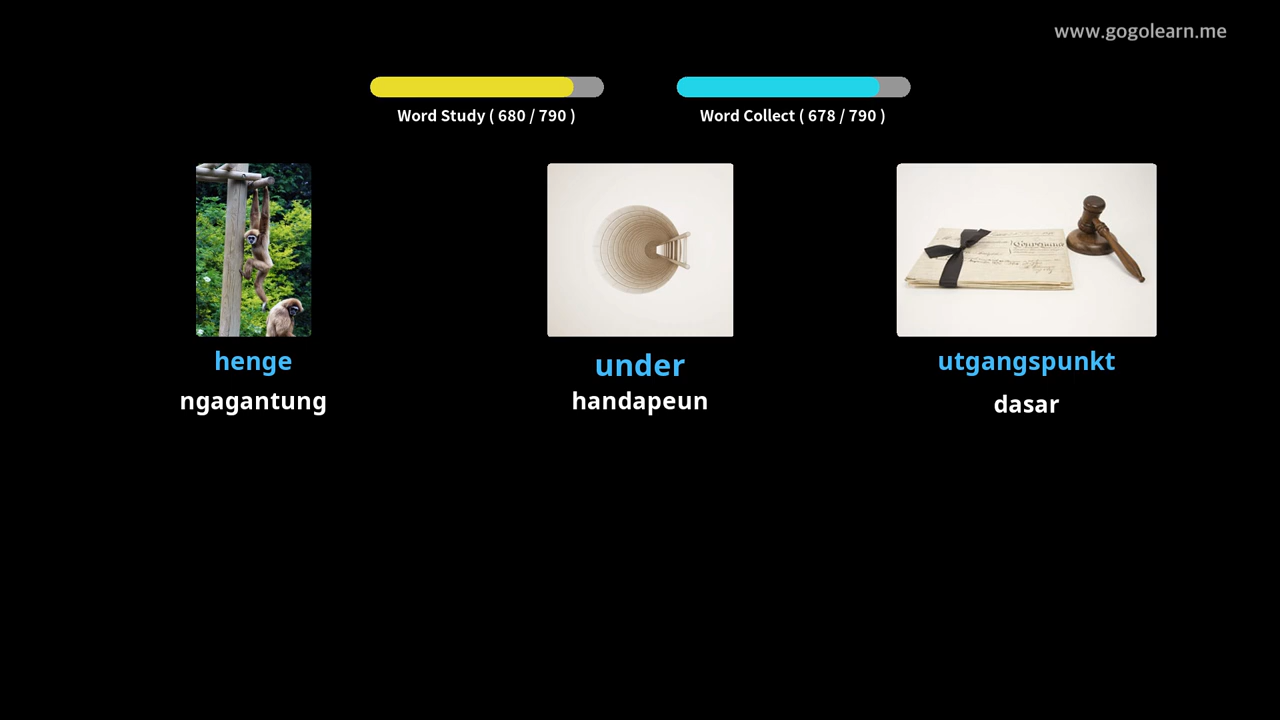 www.gogolearn.me
Word Study ( 680 / 790 )
Word Collect ( 678 / 790 )
henge
under
utgangspunkt
ngagantung
handapeun
dasar